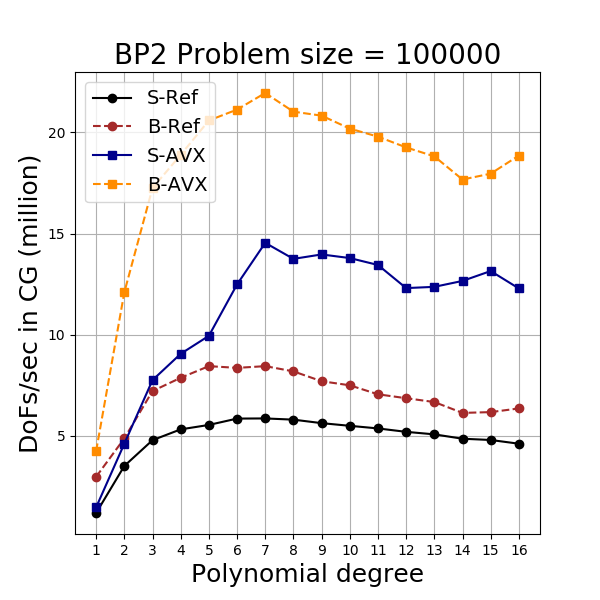 BP2 Problem size = 100000
S-Ref
B-Ref
S-AVX
B-AVX
DoFs/sec in CG (million)
20
15
10
5
1 2 3 4 5 6 7 8 9 10 11 12 13 14 15 16
Polynomial degree